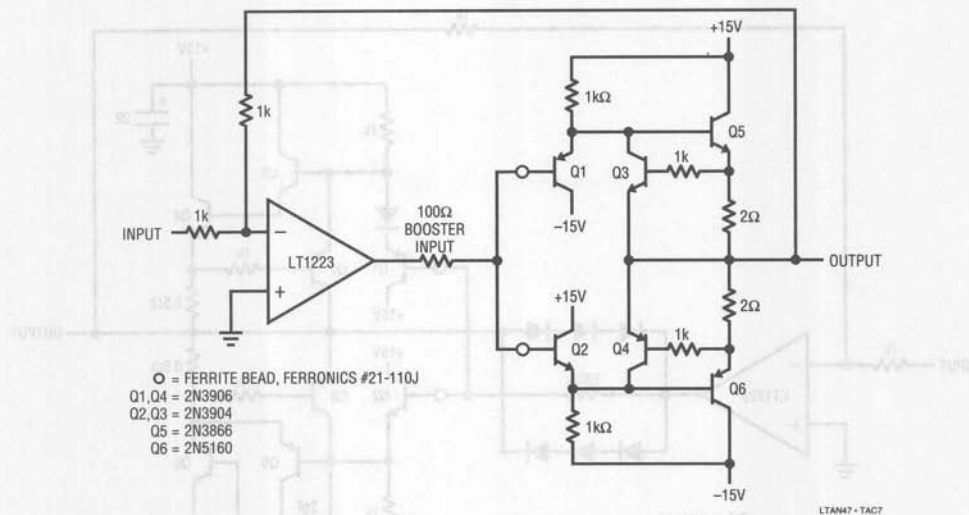 +15V
1kΩ
1k
Q5
Q1
Q3
1k
-15V
2Ω
INPUT
1k
100Ω
BOOSTER
INPUT
LT1223
OUTPUT
+15V
2Ω
Q2
Q4
1k
Q6
1kΩ
-15V
O = FERRITE BEAD, FERRONICS #21-110J
Q1,Q4 = 2N3906
Q2,Q3 = 2N3904
Q5 = 2N3866
Q6 = 2N5160
LTAN47 • TAC7